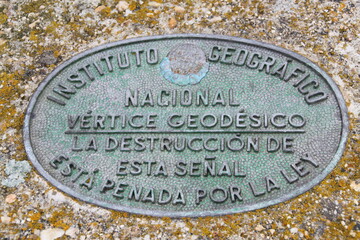 INSTITUTO GEOGRÁFICO
NACIONAL
VÉRTICE GEODÉSICO
LA DESTRUCCIÓN DE
ESTA SEÑAL
ESTÁ PENADA POR LA LEY